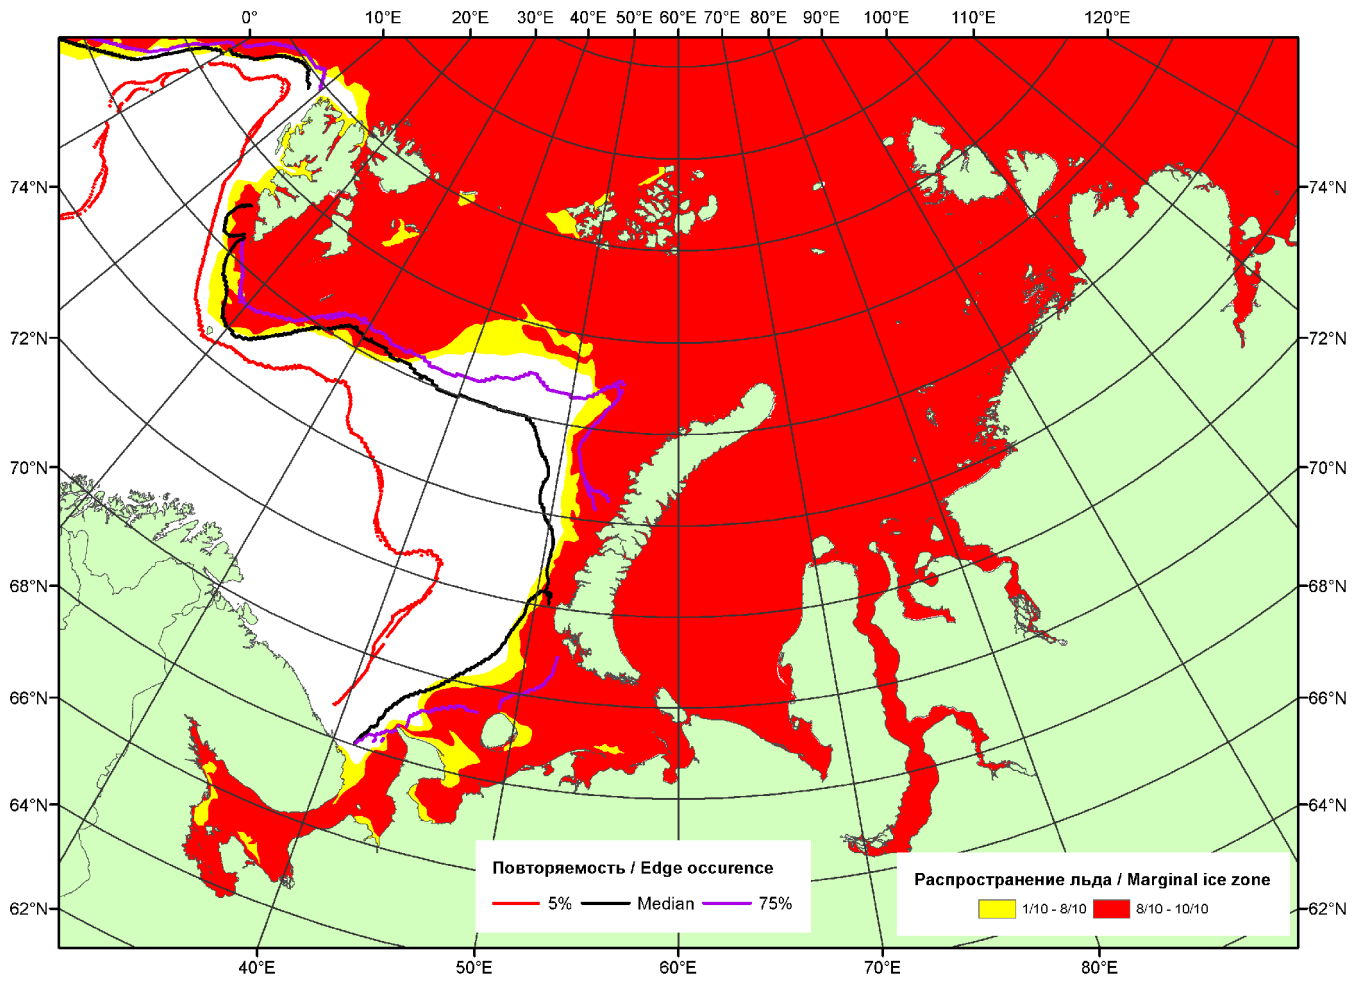 0° 10°E 20°E 30°E 40°E 50°E 60°E 70°E 80°E 90°E 100°E 110°E 120°E
74°N 74°N
72°N 72°N
70°N 70°N
68°N 68°N
66°N 66°N
64°N 64°N
62°N 62°N
Повторяемость / Edge occurence
5% Median 75%
Распространение льда / Marginal ice zone
1/10 - 8/10 8/10 - 10/10
40°E 50°E 60°E 70°E 80°E